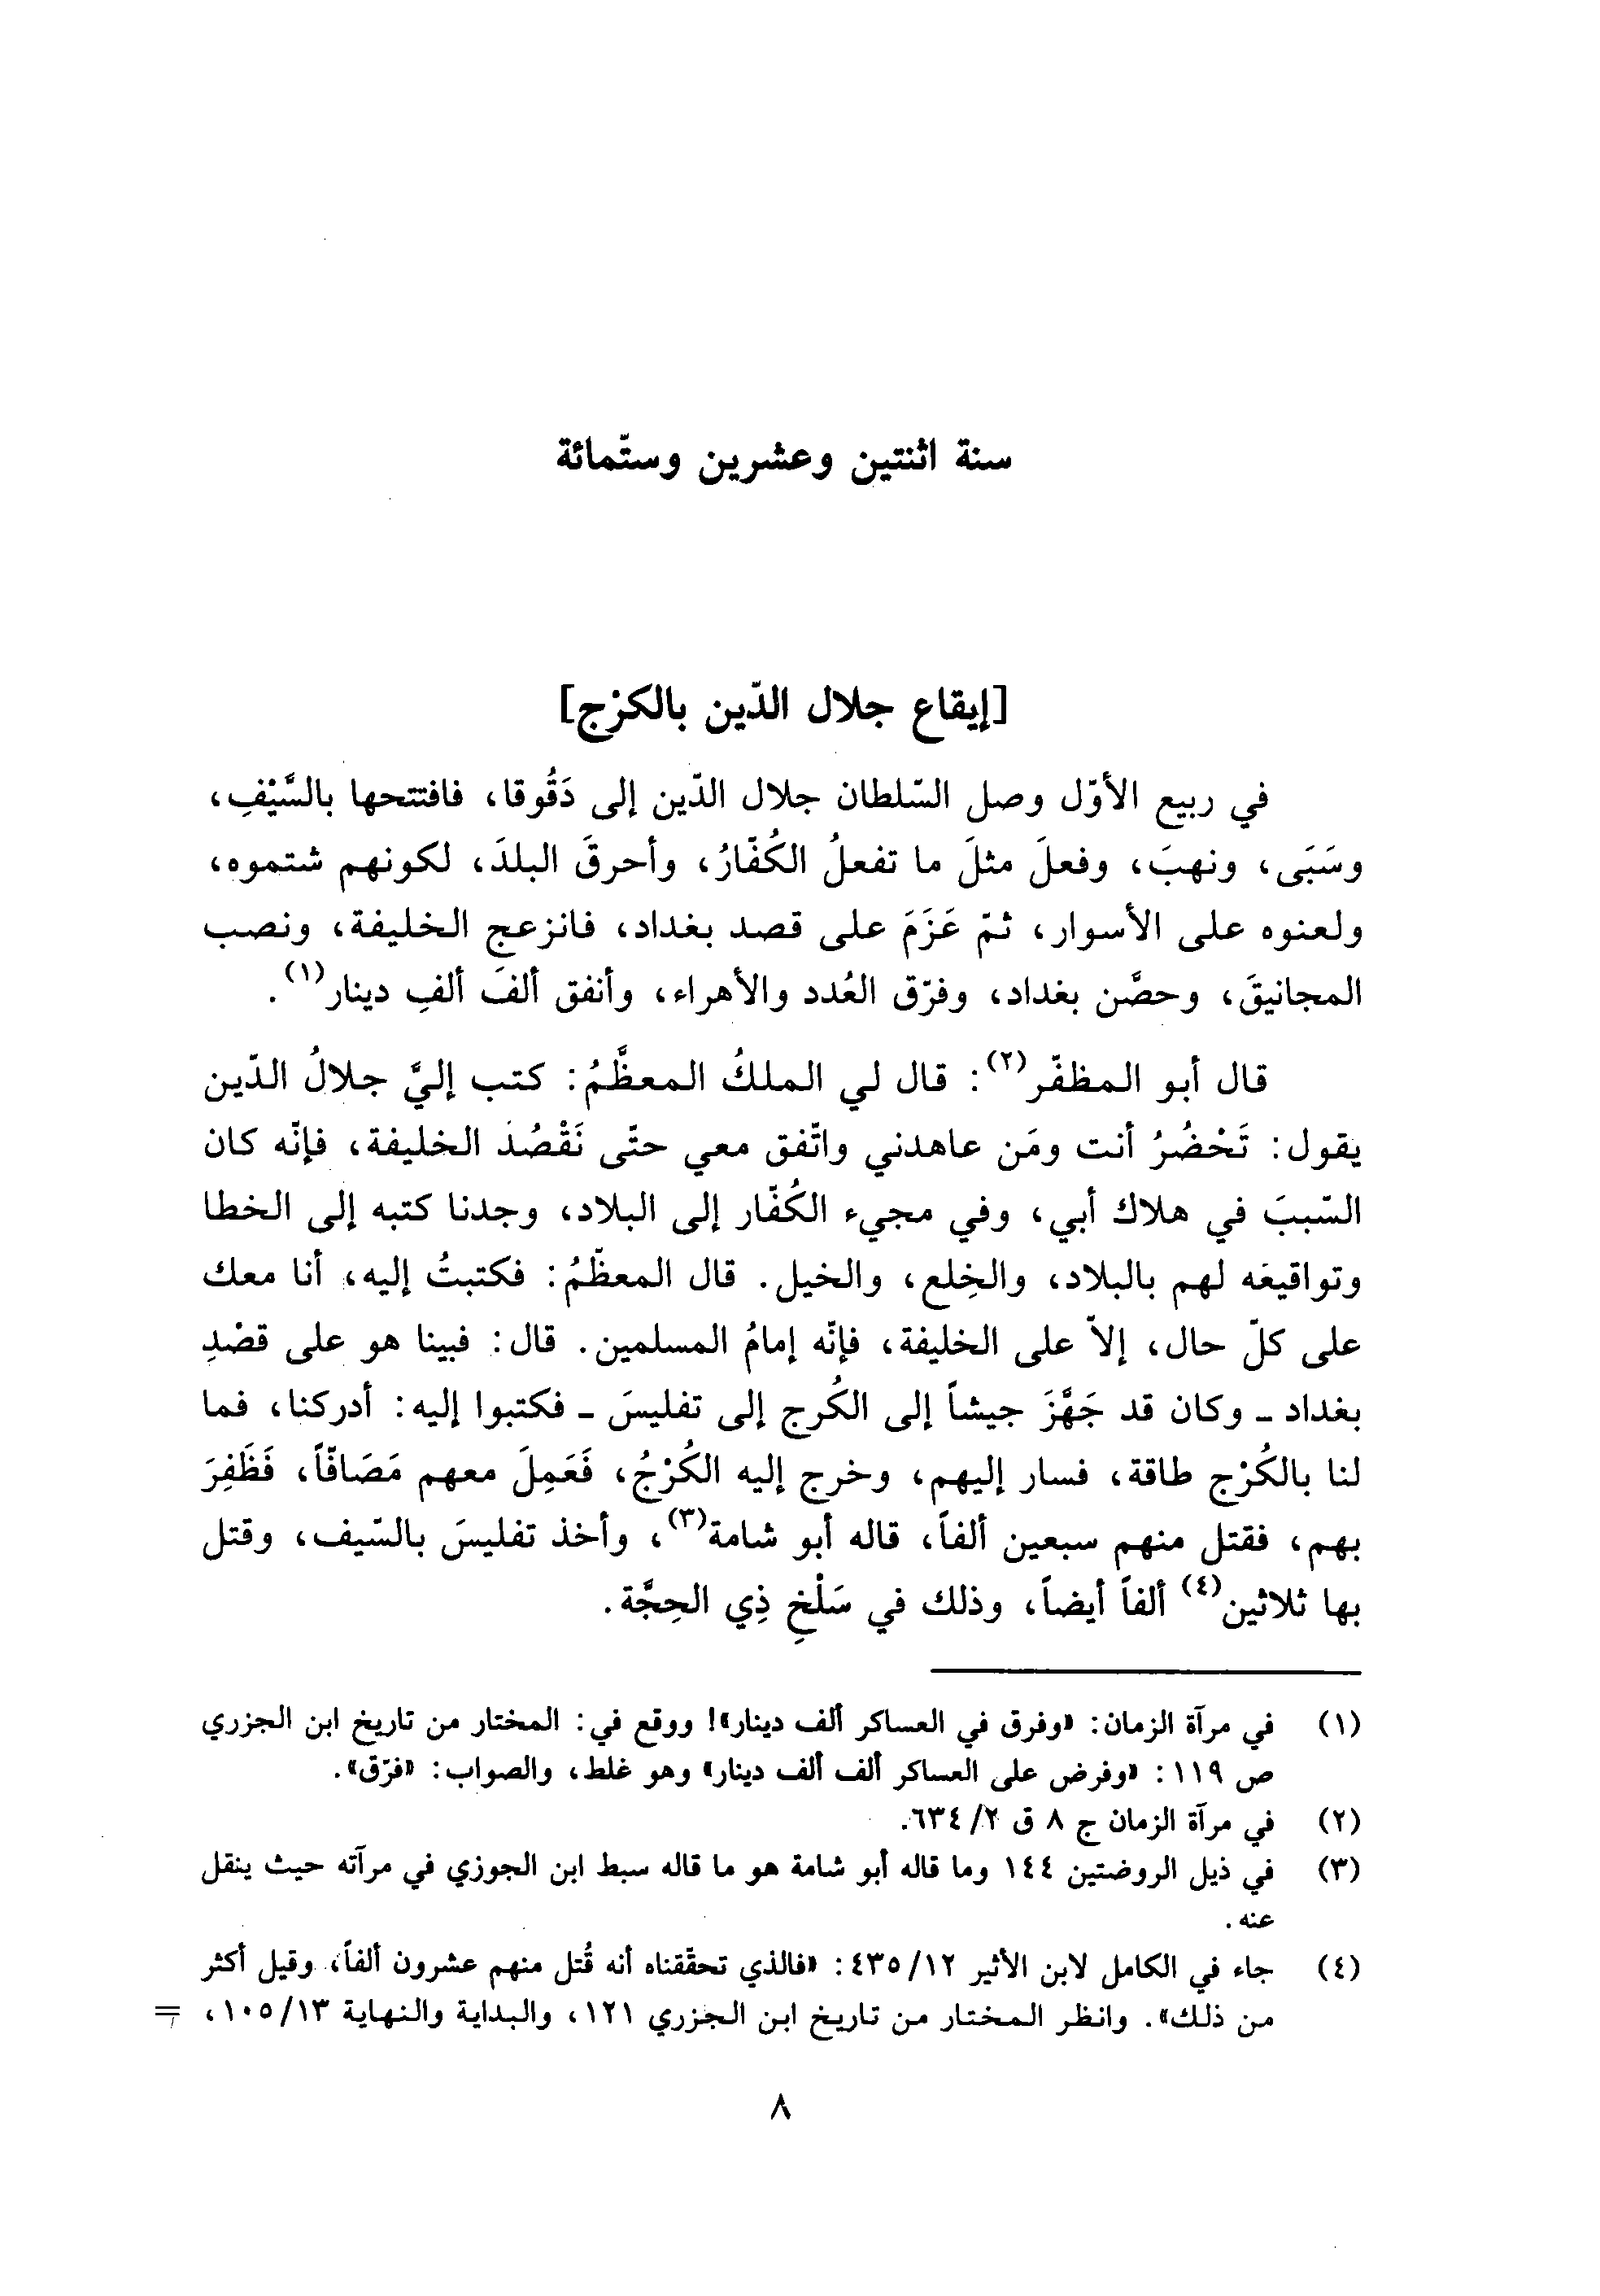 سنة اثنتين وعشرين وستّمائة
[إيقاع جلال الدّين بالكرْج]
في ربيع الأوّل وصل السّلطان جلال الدّين إلى دَقُوقا، فافتتحها بالسَّيْفِ،
وسَبَى، ونهبَ، وفعلَ مثلَ ما تفعلُ الكُفّارُ، وأحرقَ البلدَ، لكونهم شتموه،
ولعنوه على الأسوار، ثمّ عَزَمَ على قصد بغداد، فانزعج الخليفة، ونصب
المجانيقَ، وحصَّن بغداد، وفرّق العُدد والأهراء، وأنفق ألفَ ألفِ دينار(١).
قال أبو المظفّر(٢): قال لي الملكُ المعظَّمُ: كتب إليَّ جلالُ الدّين
يقول: تَحْضُرُ أنت ومَن عاهدني واتّفق معي حتّى نَقْصُدَ الخليفة، فإنّه كان
السّببَ في هلاك أبي، وفي مجيء الكُفّار إلى البلاد، وجدنا كتبه إلى الخطا
وتواقيعَه لهم بالبلاد، والخِلع، والخيل. قال المعظّمُ: فكتبتُ إليه، أنا معك
على كلّ حال، إلاّ على الخليفة، فإنّه إمامُ المسلمين. قال: فبينا هو على قصْدِ
بغداد ـ وكان قد جَهَّزَ جيشاً إلى الكُرج إلى تفليسَ ـ فكتبوا إليه: أدركنا، فما
لنا بالكُرْج طاقة، فسار إليهم، وخرج إليه الكُرْجُ، فَعَمِلَ معهم مَصَافّاً، فَظَفِرَ
بهم، فقتل منهم سبعين ألفاً، قاله أبو شامة(٣)، وأخذ تفليسَ بالسّيف، وقتل
بها ثلاثين(٤) ألفاً أيضاً، وذلك في سَلْخِ ذِي الحِجَّة.
(١) في مرآة الزمان: «وفرق في العساكر ألف دينار»! ووقع في: المختار من تاريخ ابن الجزري
ص ١١٩: «وفرض على العساكر ألف ألف دينار» وهو غلط، والصواب: «فرّق».
(٢) في مرآة الزمان ج ٨ ق ٢/ ٦٣٤.
(٣) في ذيل الروضتين ١٤٤ وما قاله أبو شامة هو ما قاله سبط ابن الجوزي في مرآته حيث ينقل
عنه.
(٤) جاء في الكامل لابن الأثير ٤٣٥/١٢: «فالذي تحقّقناه أنه قُتل منهم عشرون ألفاً، وقيل أكثر
من ذلك». وانظر المختار من تاريخ ابن الجزري ١٢١، والبداية والنهاية ١٠٥/١٣، =
٨